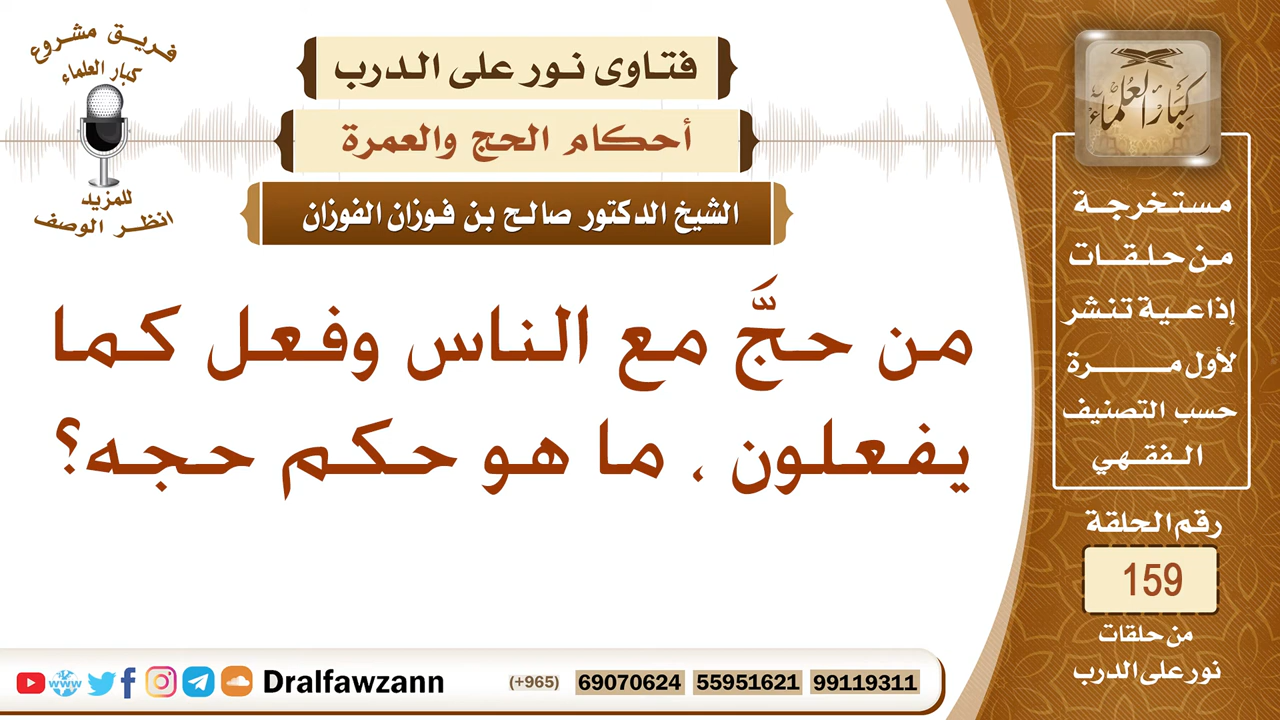 فريق مشروع
كبار العلماء
للمزيد
انظر الوصف
فتاوى نور على الدرب
أحكام الحج والعمرة
الشيخ الدكتور صالح بن فوزان الفوزان
من حجَّ مع الناس وفعل كما
يفعلون ، ما هو حكم حجه؟
كبار العلماء
مستخرجة
من حلقات
إذاعية تنشر
لأول مرة
حسب التصنيف
الفقهي
رقم الحلقة
159
من حلقات
نور على الدرب
www Dralfawzann (+965) 69070624 55951621 99119311